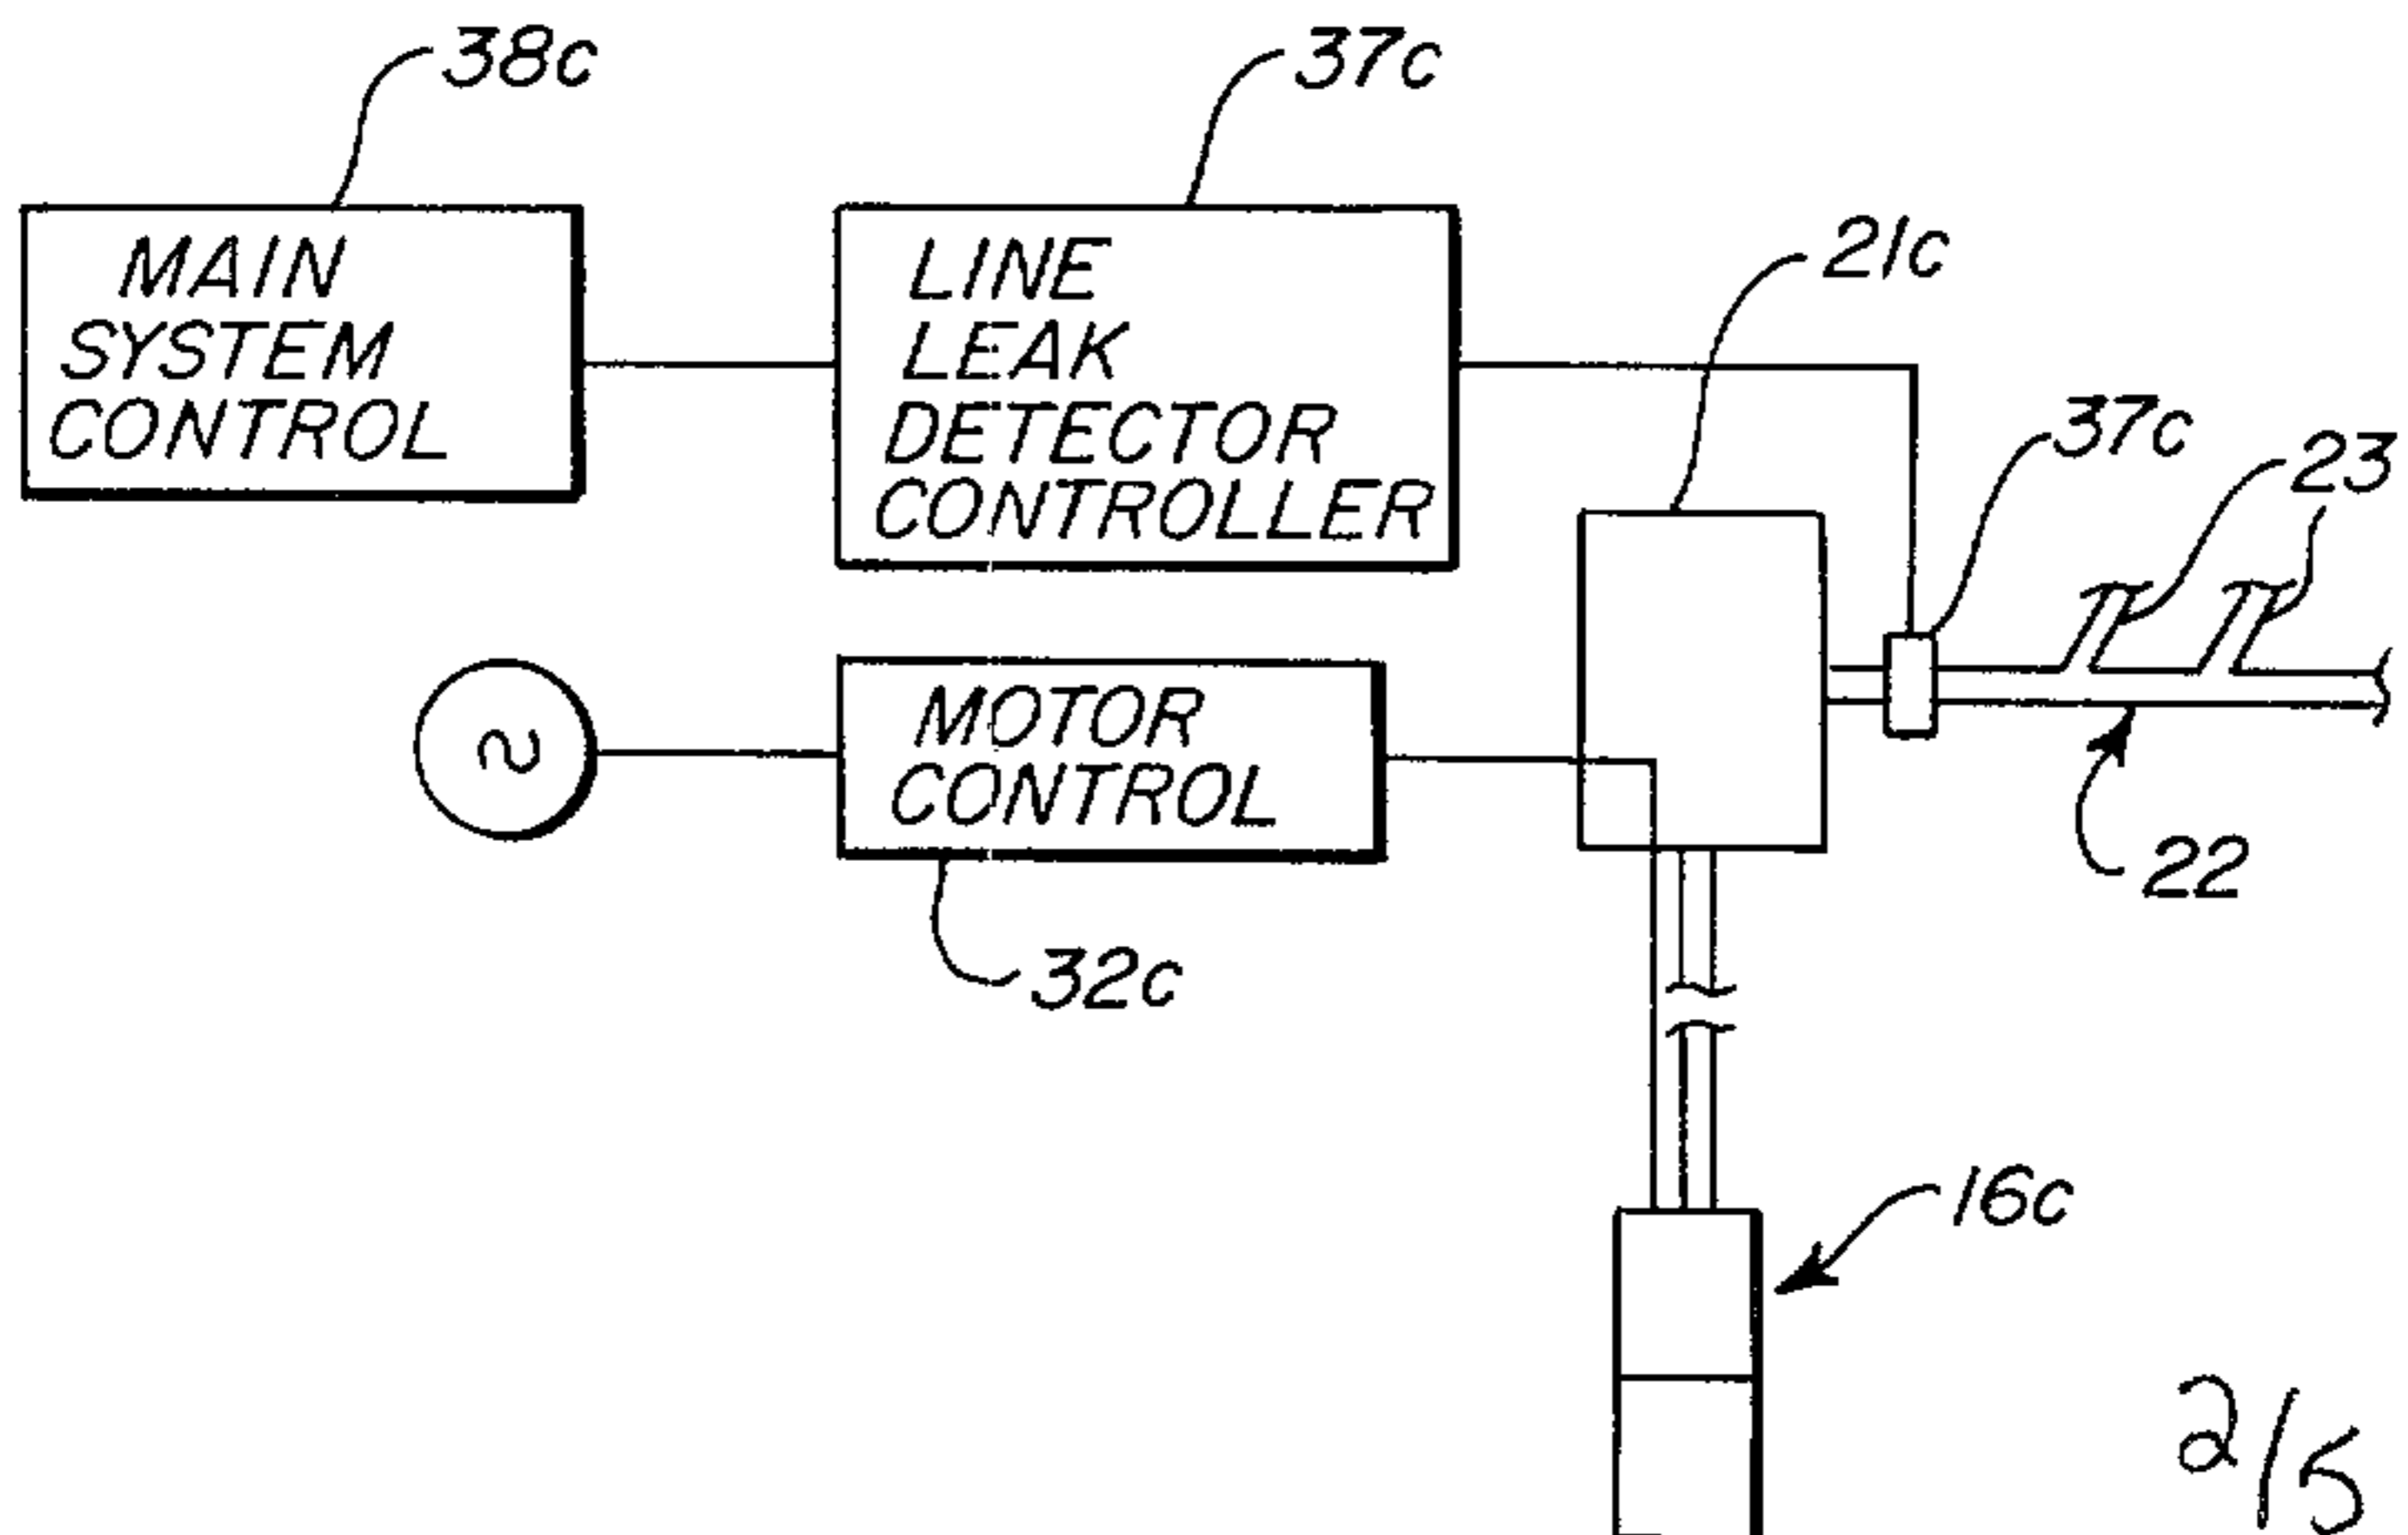 38c
37c
MAIN
SYSTEM
CONTROL
LINE
LEAK
DETECTOR
CONTROLLER
21c
37c
23
MOTOR
CONTROL
22
32c
16c
2/5